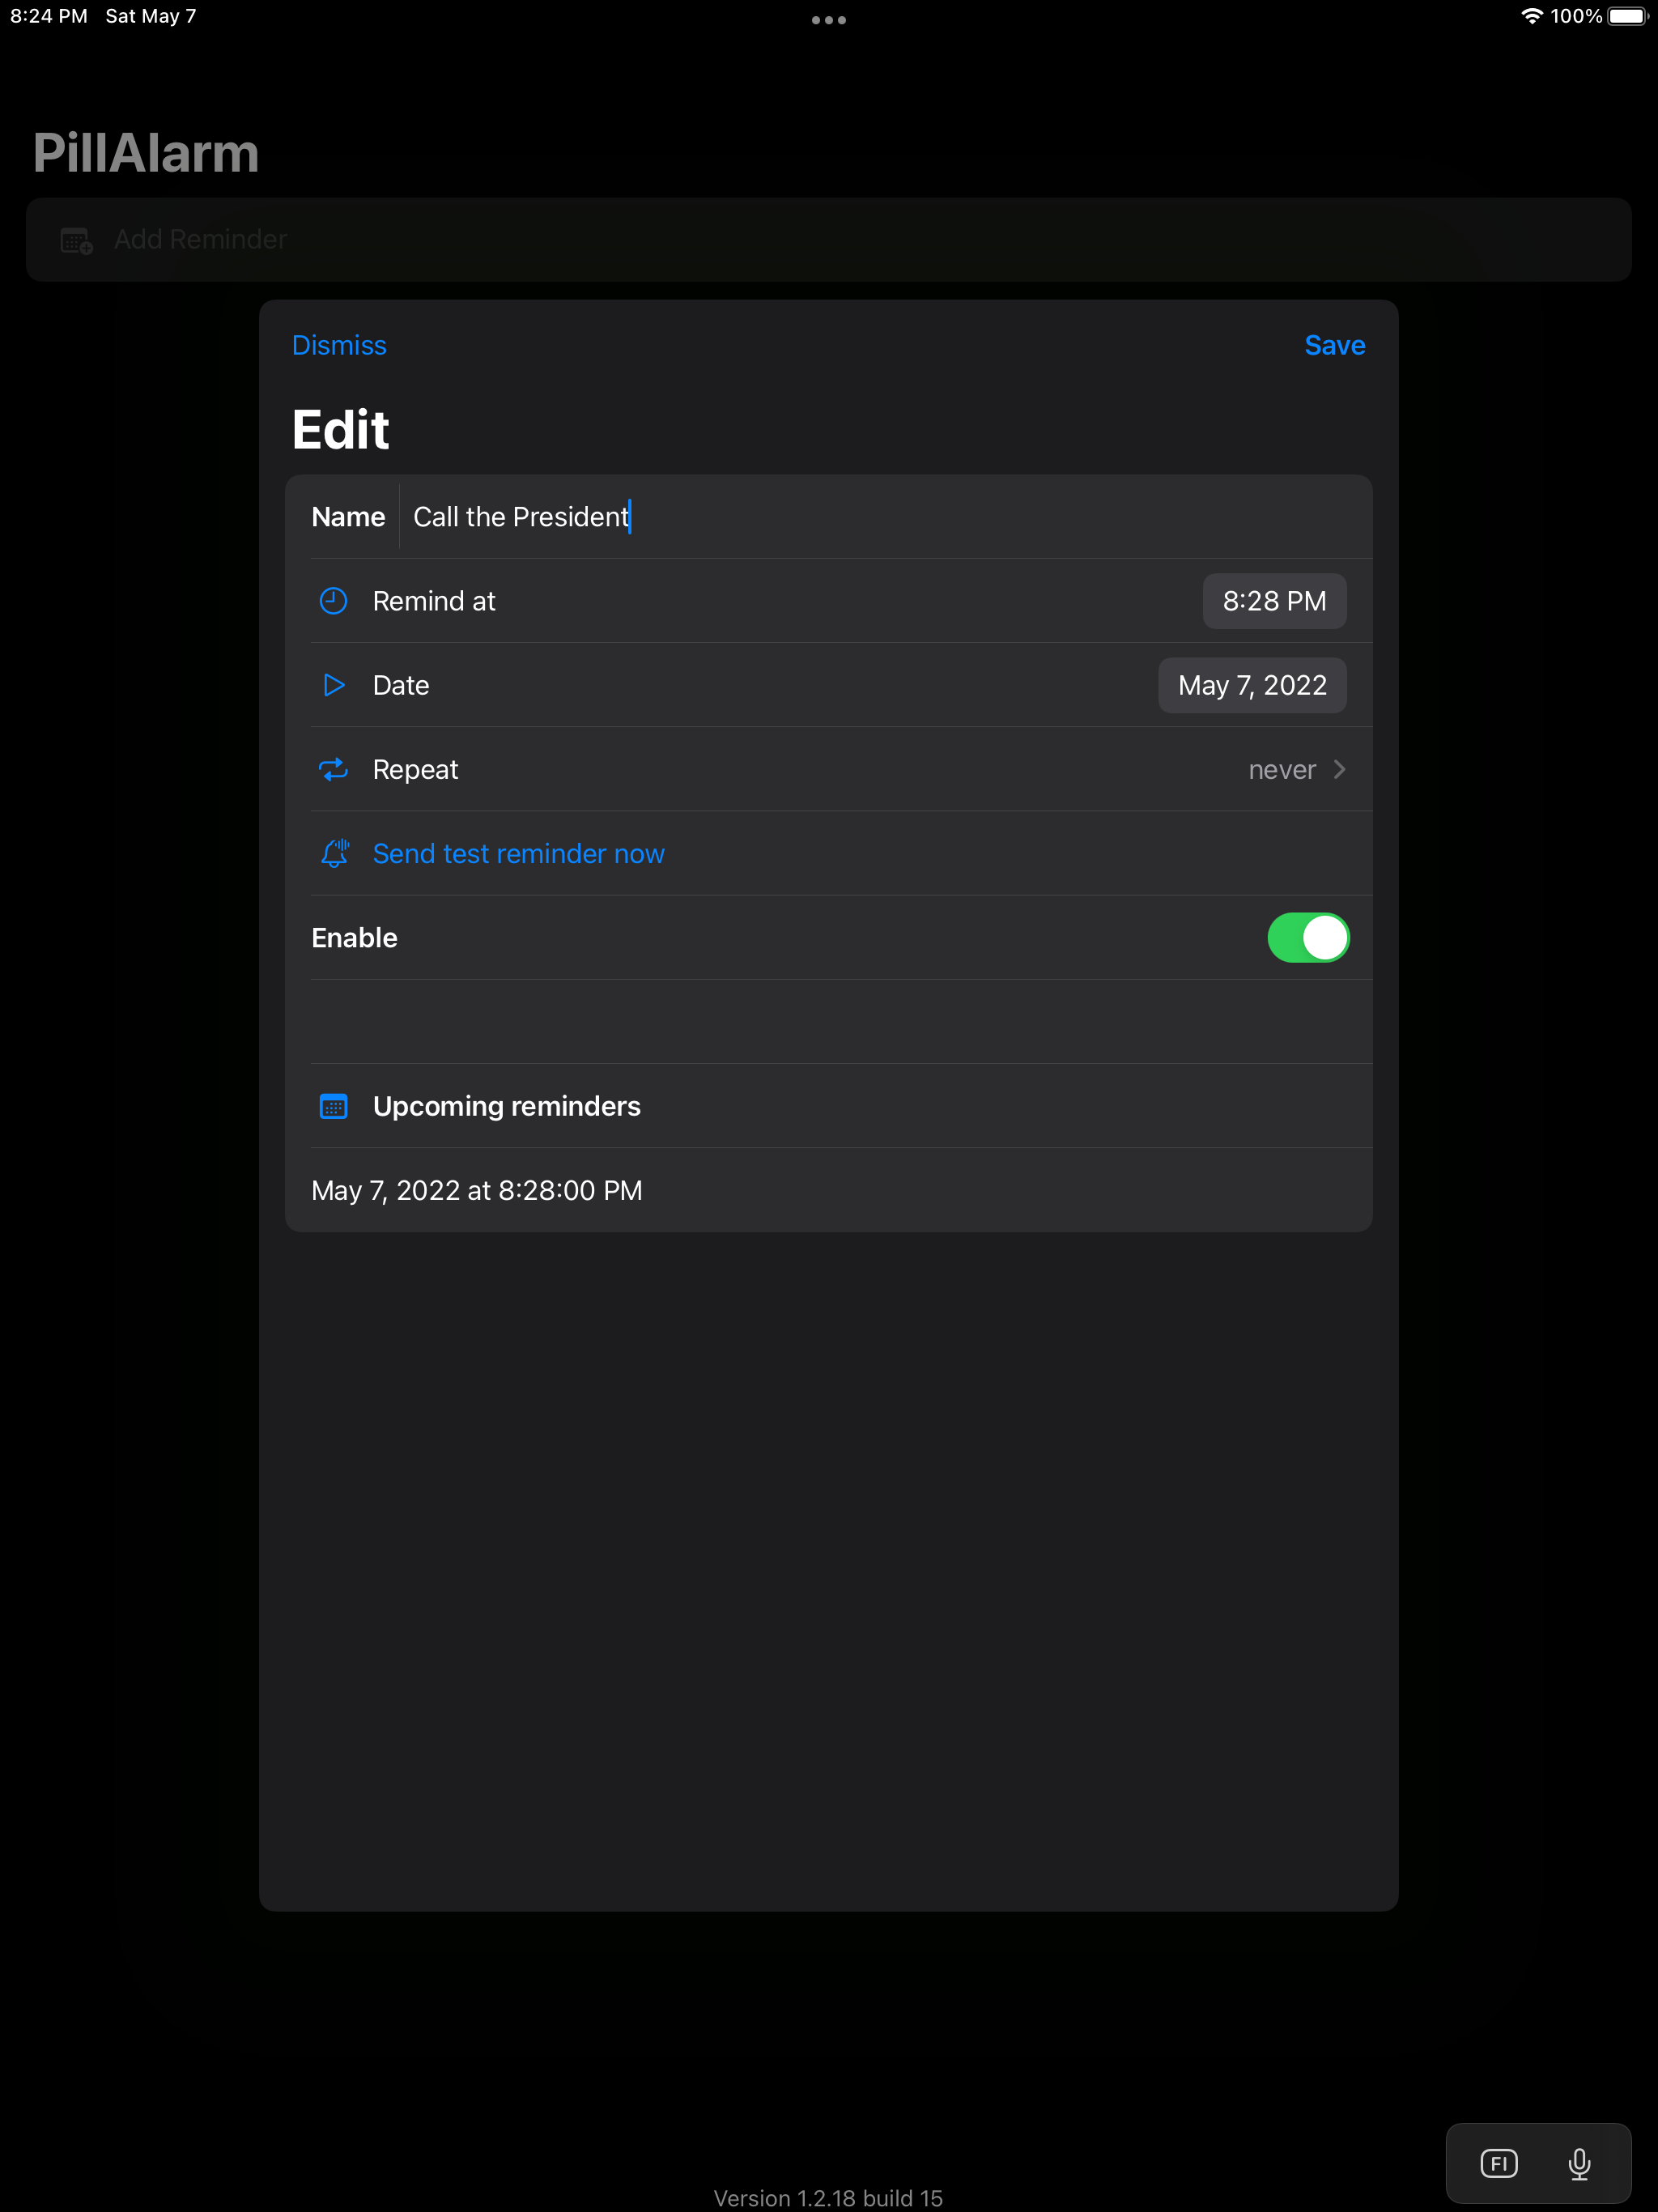 8:24 PM Sat May 7
100%
PillAlarm
Add Reminder
Dismiss
Save
Edit
Name Call the President
Remind at 8:28 PM
Date May 7, 2022
Repeat never
Send test reminder now
Enable
Upcoming reminders
May 7, 2022 at 8:28:00 PM
FI
Version 1.2.18 build 15